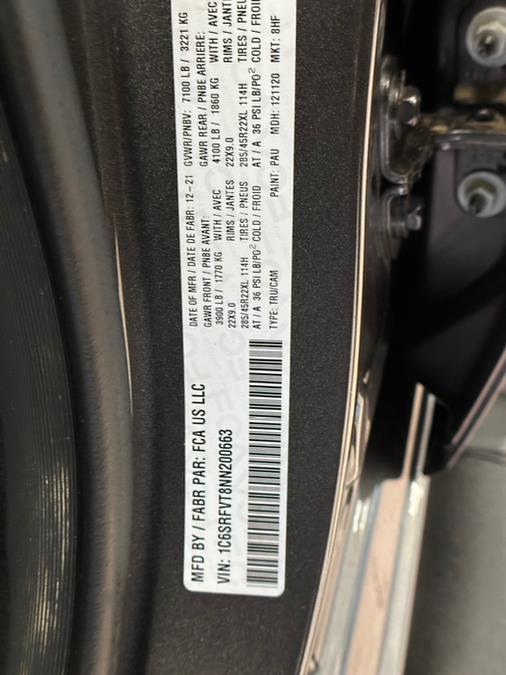 MFD BY / FABR PAR: FCA US LLC
DATE OF MFR / DATE DE FABR: 12-21 GVWR/PNBV: 7100 LB / 3221 KG
GAWR FRONT / PNBE AVANT: GAWR REAR / PNBE ARRIERE:
3900 LB / 1770 KG WITH / AVEC 4100 LB / 1860 KG WITH / AVEC
22X9.0 RIMS / JANTES 22X9.0 RIMS / JANTES
285/45R22XL 114H TIRES / PNEUS 285/45R22XL 114H TIRES / PNEUS
AT / A 36 PSI LB/PO² COLD / FROID AT / A 36 PSI LB/PO² COLD / FROID
VIN: 1C6SRFVT8NN200663 TYPE: TRU/CAM PAINT: PAU MDH: 121120 MKT: 8HF